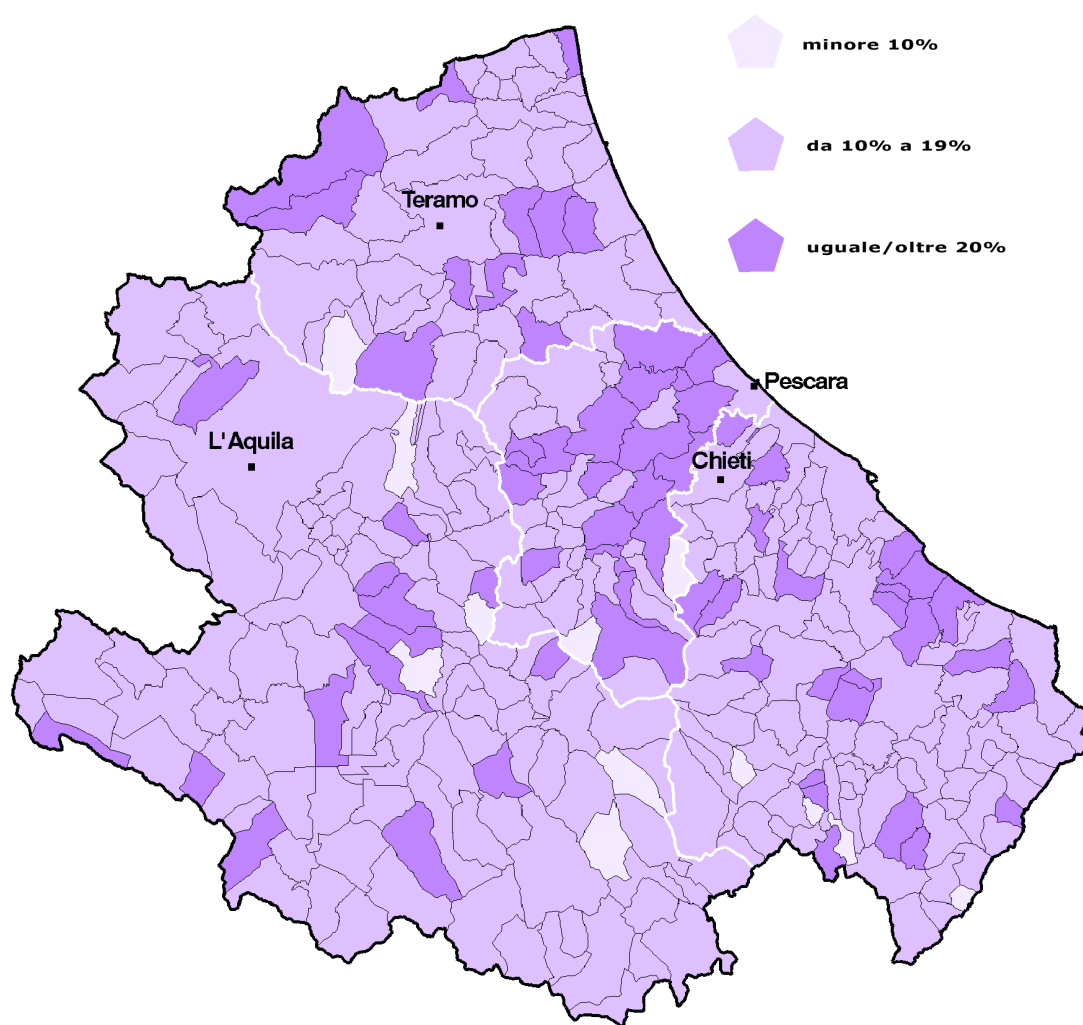 minore 10%
da 10% a 19%
Teramo
uguale/oltre 20%
Pescara
L'Aquila
Chieti